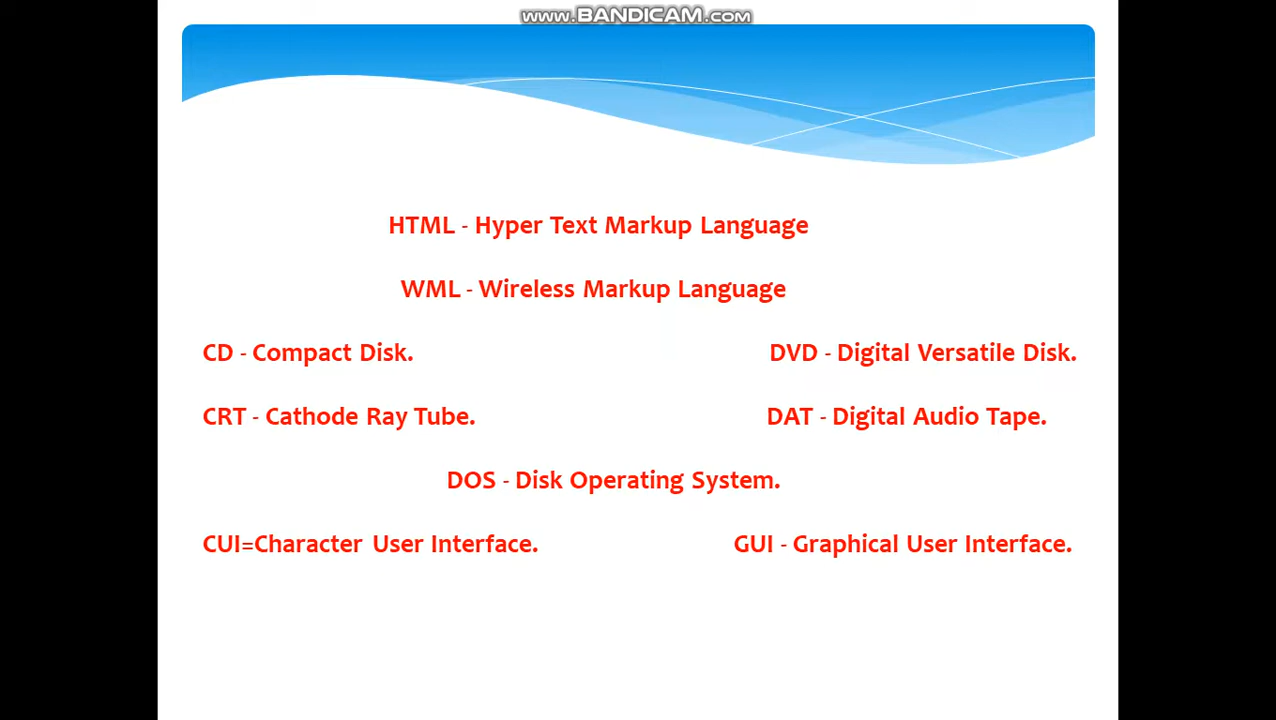 www.BANDICAM.com
HTML - Hyper Text Markup Language
WML - Wireless Markup Language
CD - Compact Disk. DVD - Digital Versatile Disk.
CRT - Cathode Ray Tube. DAT - Digital Audio Tape.
DOS - Disk Operating System.
CUI=Character User Interface. GUI - Graphical User Interface.